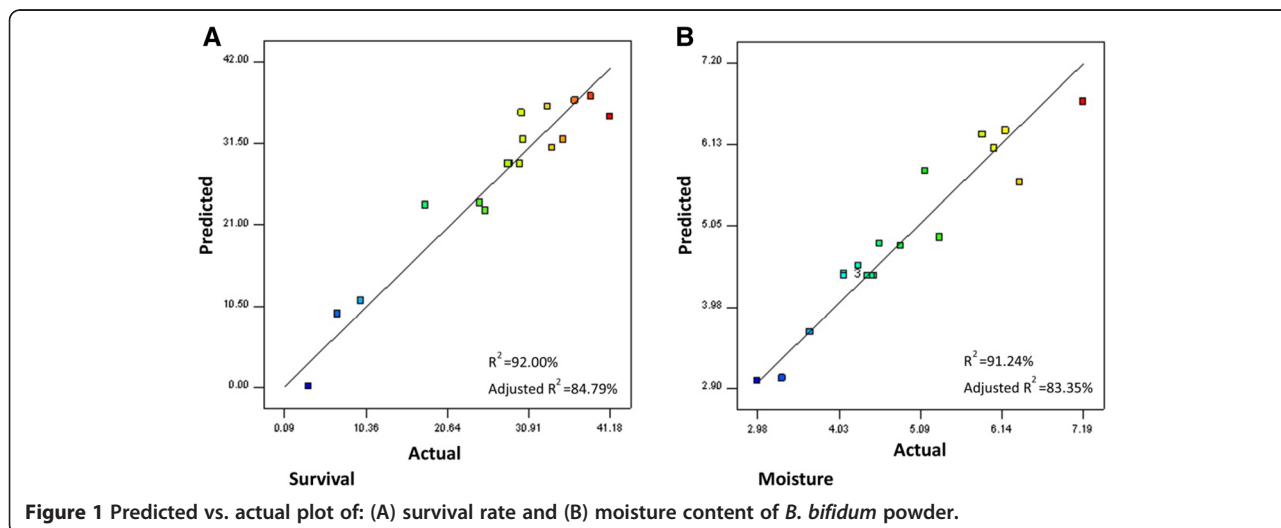 A
B
42.00
31.50
21.00
10.50
0.00
Predicted
R²=92.00%
Adjusted R²=84.79%
0.09 10.36 20.64 30.91 41.18
Actual
Survival
7.20
6.13
5.05
3.98
2.90
Predicted
3
R²=91.24%
Adjusted R²=83.35%
2.98 4.03 5.09 6.14 7.19
Actual
Moisture
Figure 1 Predicted vs. actual plot of: (A) survival rate and (B) moisture content of B. bifidum powder.